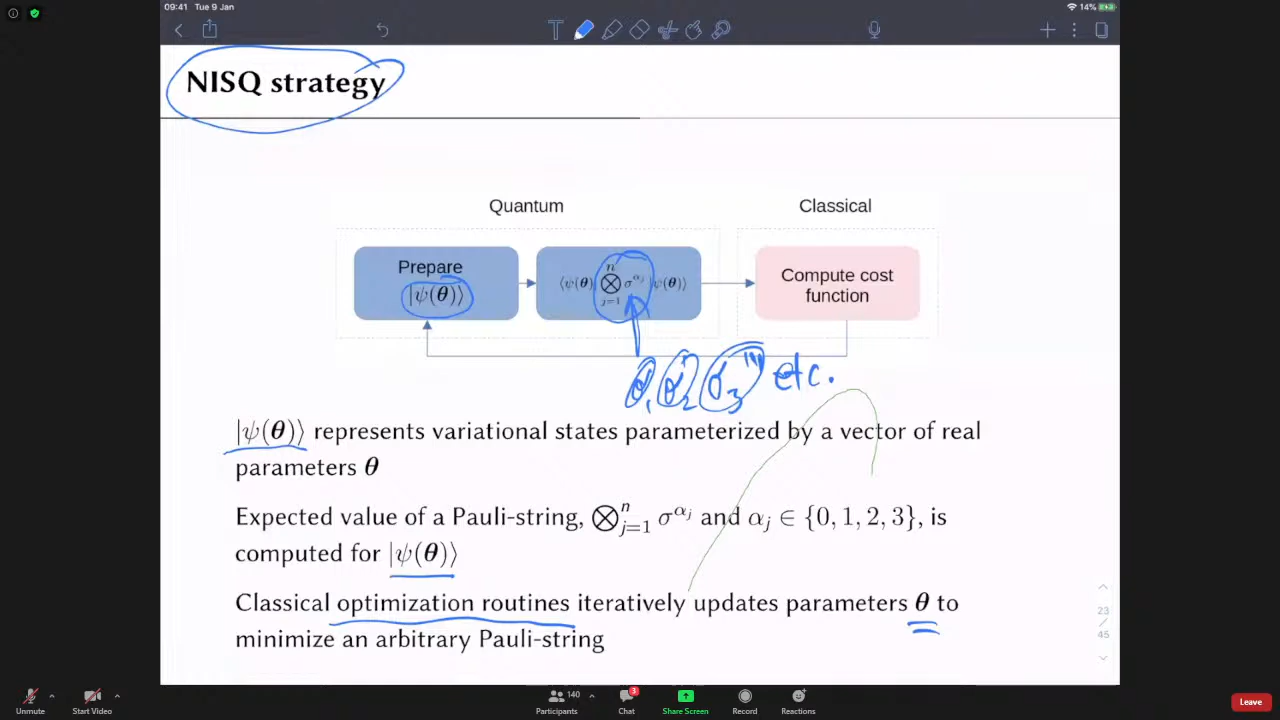 09:41 Tue 9 Jan
14%
NISQ strategy
Quantum
Classical
Prepare
|ψ(θ)⟩
⟨ψ(θ)| ⊗ⁿⱼ₌₁ σ^αⱼ |ψ(θ)⟩
Compute cost
function
etc.
|ψ(θ)⟩ represents variational states parameterized by a vector of real
parameters θ
Expected value of a Pauli-string, ⊗ⁿⱼ₌₁ σ^αⱼ and αⱼ ∈ {0, 1, 2, 3}, is
computed for |ψ(θ)⟩
Classical optimization routines iteratively updates parameters θ to
minimize an arbitrary Pauli-string
23
/
45
Unmute
Start Video
140
Participants
3
Chat
Share Screen
Record
Reactions
Leave